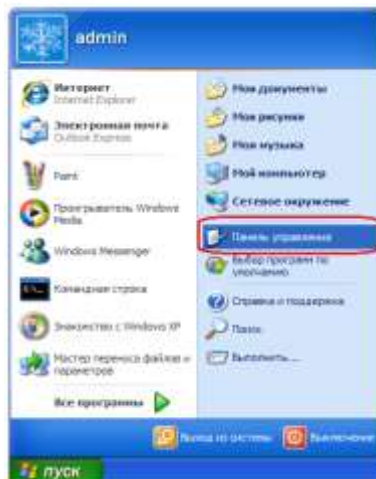 admin
Интернет
Internet Explorer
Электронная почта
Outlook Express
Paint
Проигрыватель Windows
Media
Windows Messenger
Командная строка
Знакомство с Windows XP
Мастер переноса файлов и
параметров
Все программы
Мои документы
Мои рисунки
Моя музыка
Мой компьютер
Сетевое окружение
Панель управления
Выбор программ по
умолчанию
Справка и поддержка
Поиск
Выполнить...
Выход из системы
Выключение
пуск